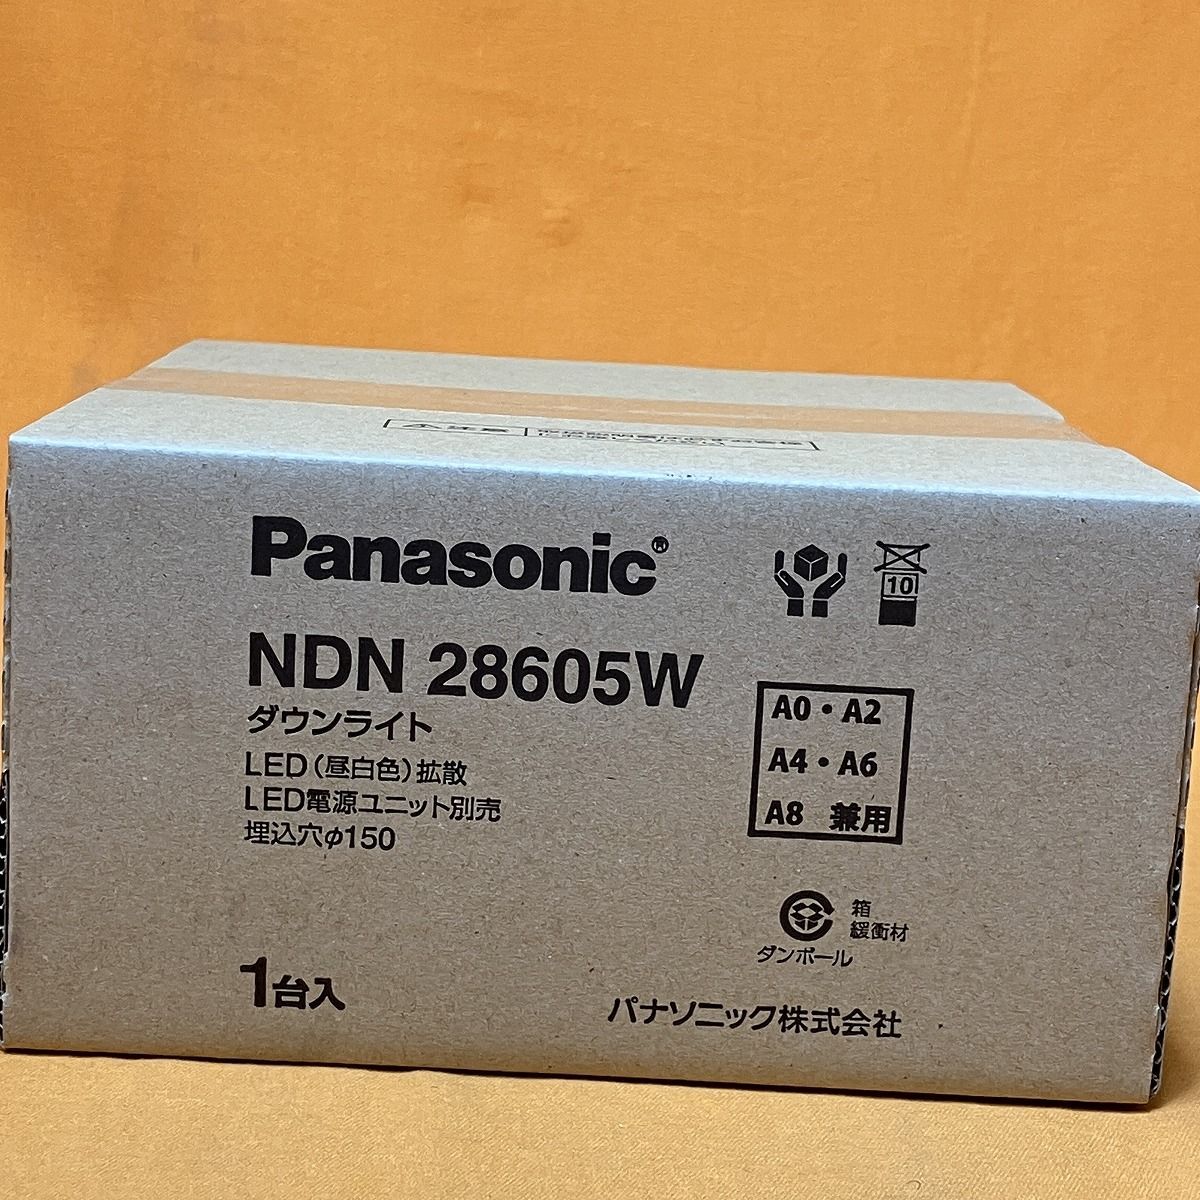 ⚠注意
Panasonic®
NDN 28605W
ダウンライト
LED(昼白色)拡散
LED電源ユニット別売
埋込穴φ150
10
A0・A2
A4・A6
A8 兼用
箱
緩衝材
ダンボール
1台入
パナソニック株式会社